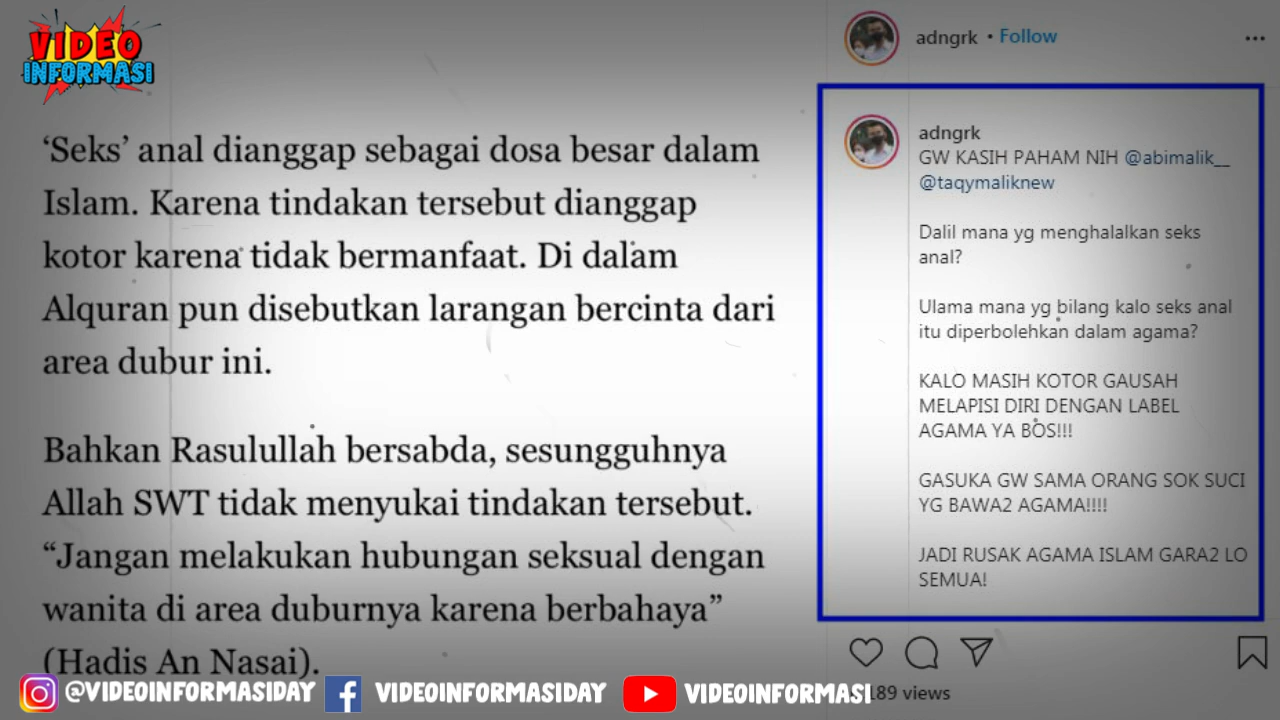 VIDEO
INFORMASI
‘Seks’ anal dianggap sebagai dosa besar dalam
Islam. Karena tindakan tersebut dianggap
kotor karena tidak bermanfaat. Di dalam
Alquran pun disebutkan larangan bercinta dari
area dubur ini.
Bahkan Rasulullah bersabda, sesungguhnya
Allah SWT tidak menyukai tindakan tersebut.
“Jangan melakukan hubungan seksual dengan
wanita di area duburnya karena berbahaya”
(Hadis An Nasai).
adngrk • Follow
adngrk
GW KASIH PAHAM NIH @abimalik__
@taqymaliknew
Dalil mana yg menghalalkan seks
anal?
Ulama mana yg bilang kalo seks anal
itu diperbolehkan dalam agama?
KALO MASIH KOTOR GAUSAH
MELAPISI DIRI DENGAN LABEL
AGAMA YA BOS!!!
GASUKA GW SAMA ORANG SOK SUCI
YG BAWA2 AGAMA!!!!
JADI RUSAK AGAMA ISLAM GARA2 LO
SEMUA!
189 views
@VIDEOINFORMASIDAY VIDEOINFORMASIDAY VIDEOINFORMASI